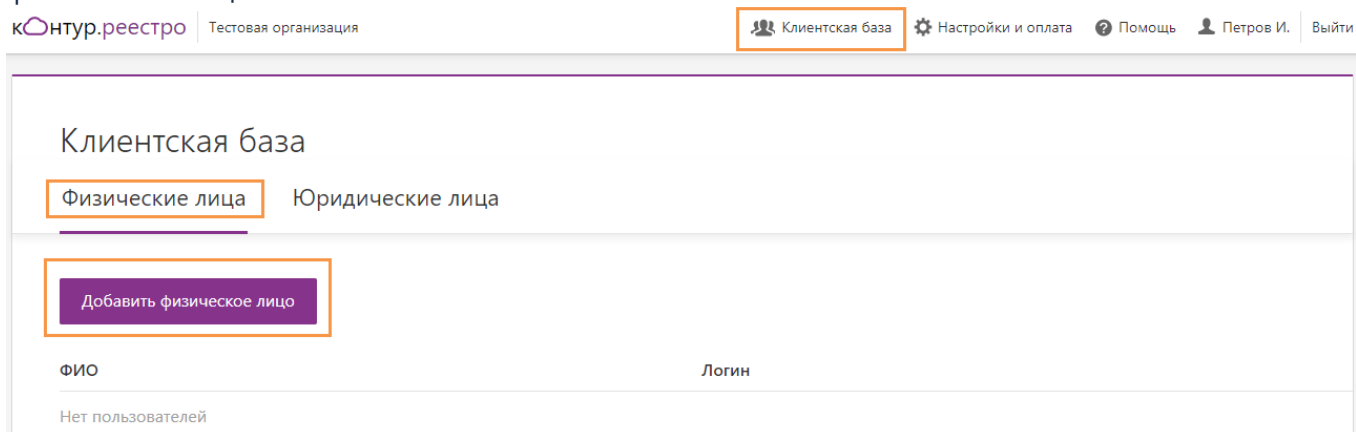 контур.реестро Тестовая организация Клиентская база Настройки и оплата Помощь Петров И. Выйти
Клиентская база
Физические лица Юридические лица
Добавить физическое лицо
ФИО Логин
Нет пользователей